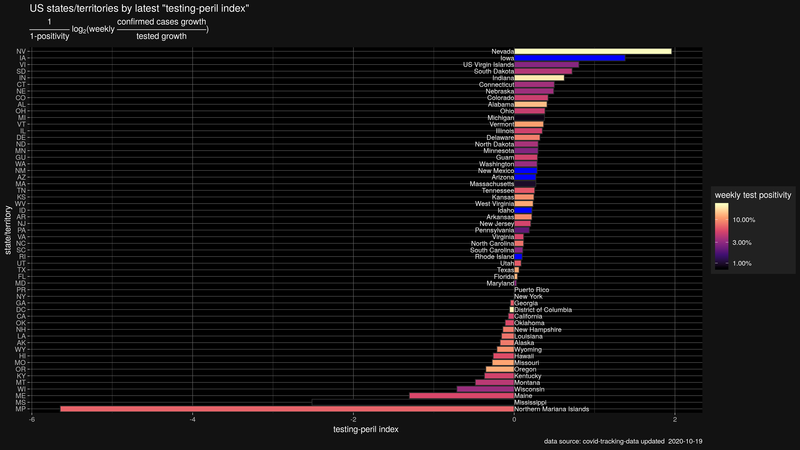 US states/territories by latest "testing-peril index"
1 confirmed cases growth
1-positivity log2(weekly tested growth)
NV Nevada
IA Iowa
VI US Virgin Islands
SD South Dakota
IN Indiana
CT Connecticut
NE Nebraska
CO Colorado
AL Alabama
OH Ohio
MI Michigan
VT Vermont
IL Illinois
DE Delaware
ND North Dakota
MN Minnesota
GU Guam
WA Washington
NM New Mexico
AZ Arizona
MA Massachusetts
TN Tennessee
KS Kansas
WV West Virginia
ID Idaho
AR Arkansas
NJ New Jersey
PA Pennsylvania
VA Virginia
NC North Carolina
SC South Carolina
RI Rhode Island
UT Utah
TX Texas
FL Florida
MD Maryland
PR Puerto Rico
NY New York
GA Georgia
DC District of Columbia
CA California
OK Oklahoma
NH New Hampshire
LA Louisiana
AK Alaska
WY Wyoming
HI Hawaii
MO Missouri
OR Oregon
KY Kentucky
MT Montana
WI Wisconsin
ME Maine
MS Mississippi
MP Northern Mariana Islands
state/territory
-6 -4 -2 0 2
testing-peril index
weekly test positivity
10.00%
3.00%
1.00%
data source: covid-tracking-data updated 2020-10-19